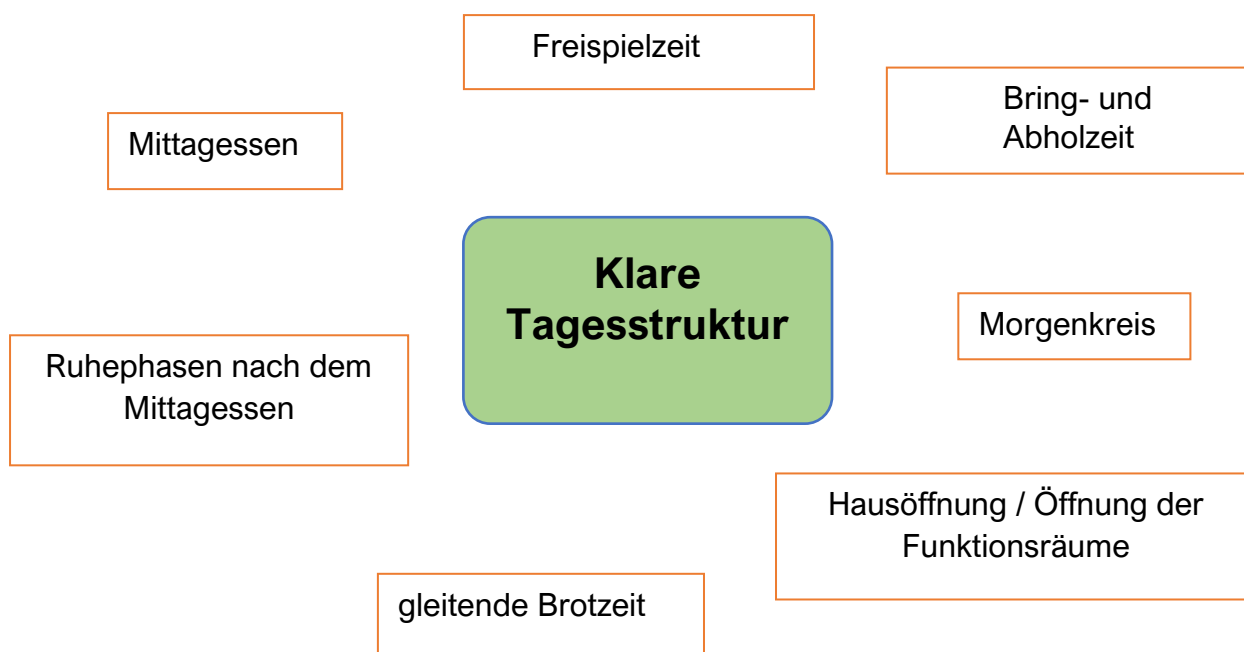 Freispielzeit
Bring- und
Abholzeit
Mittagessen
Klare
Tagesstruktur
Morgenkreis
Ruhephasen nach dem
Mittagessen
Hausöffnung / Öffnung der
Funktionsräume
gleitende Brotzeit